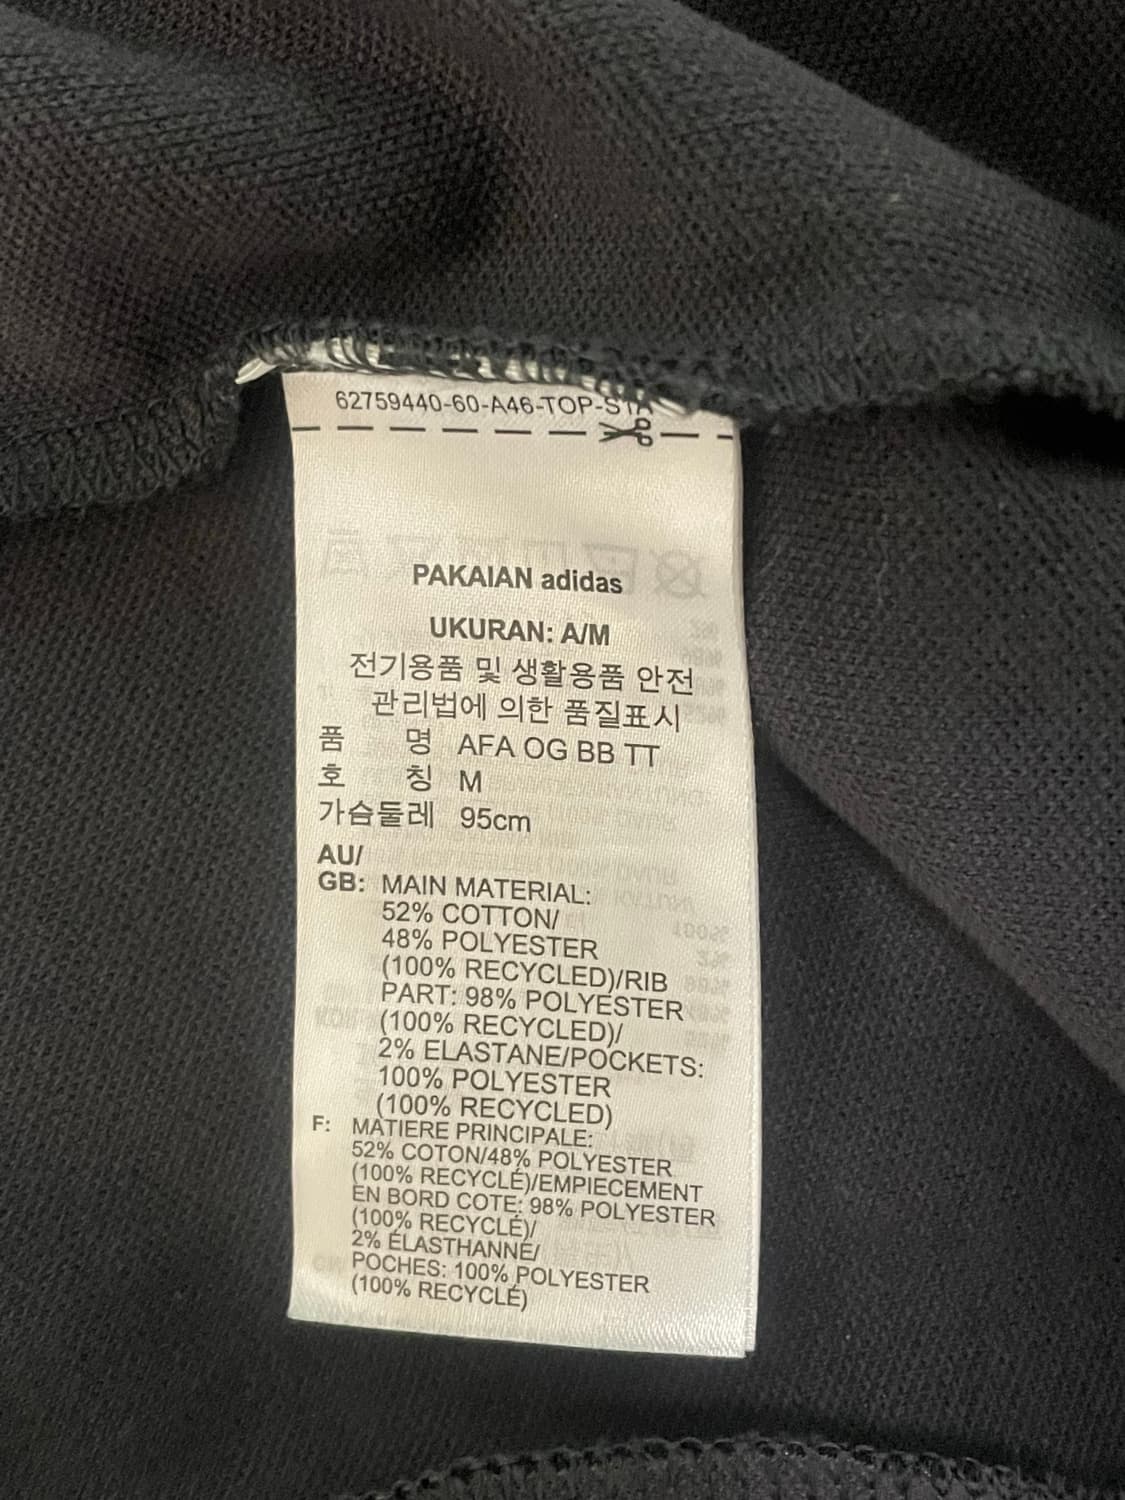 62759440-60-A46-TOP-STA
PAKAIAN adidas
UKURAN: A/M
전기용품 및 생활용품 안전
관리법에 의한 품질표시
품 명 AFA OG BB TT
호 칭 M
가슴둘레 95cm
AU/
GB: MAIN MATERIAL:
52% COTTON/
48% POLYESTER
(100% RECYCLED)/RIB
PART: 98% POLYESTER
(100% RECYCLED)/
2% ELASTANE/POCKETS:
100% POLYESTER
(100% RECYCLED)
F: MATIERE PRINCIPALE:
52% COTON/48% POLYESTER
(100% RECYCLÉ)/EMPIECEMENT
EN BORD COTE: 98% POLYESTER
(100% RECYCLÉ)/
2% ÉLASTHANNE/
POCHES: 100% POLYESTER
(100% RECYCLÉ)